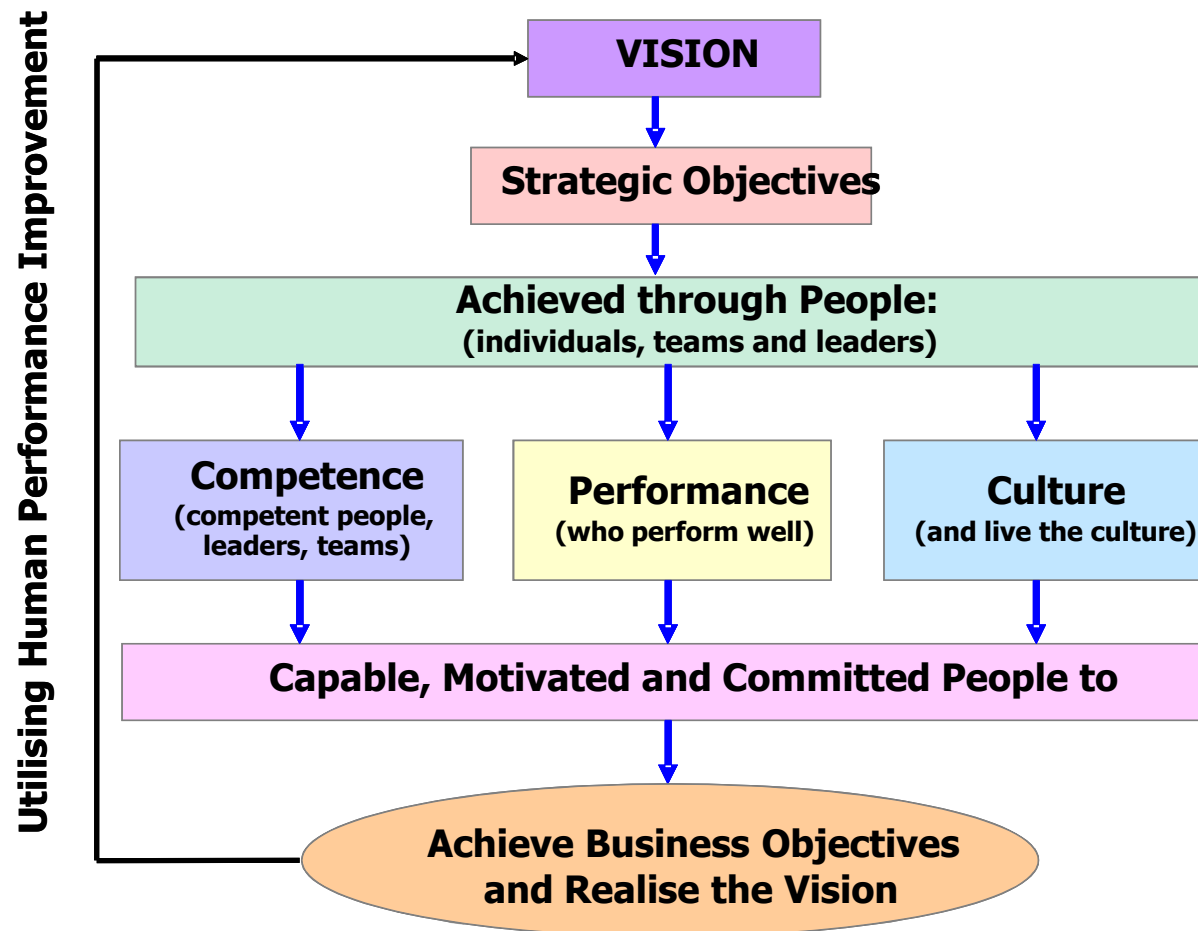 Utilising Human Performance Improvement
VISION
Strategic Objectives
Achieved through People:
(individuals, teams and leaders)
Competence
(competent people,
leaders, teams)
Performance
(who perform well)
Culture
(and live the culture)
Capable, Motivated and Committed People to
Achieve Business Objectives
and Realise the Vision